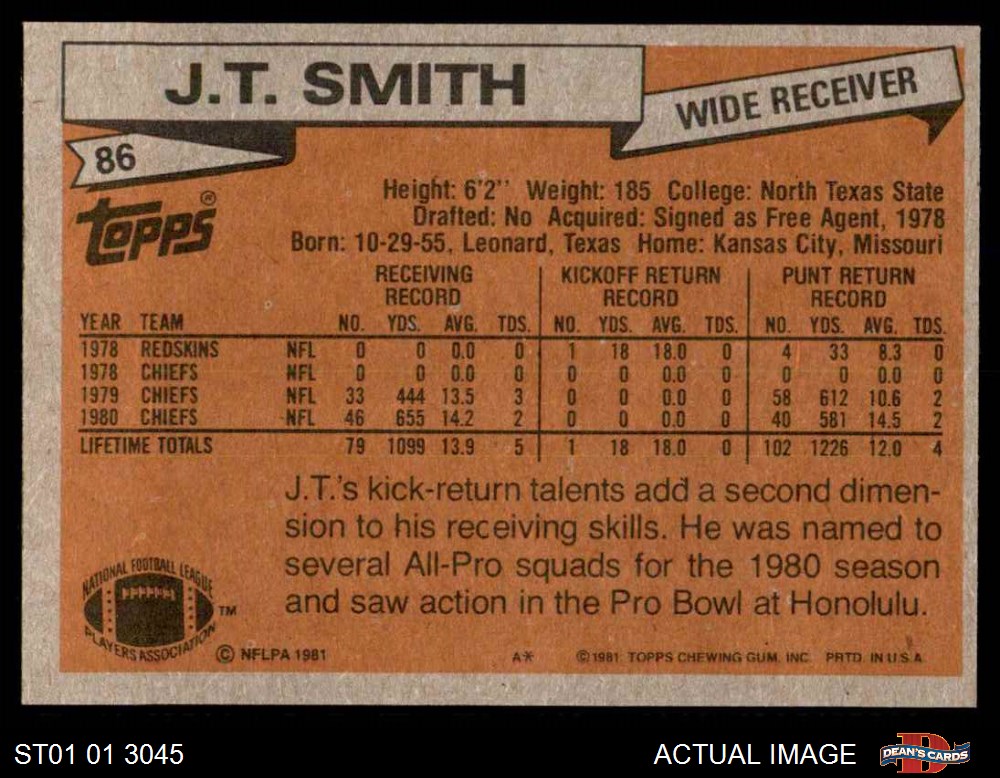 J.T. SMITH
WIDE RECEIVER
86
Topps®
Height: 6'2'' Weight: 185 College: North Texas State
Drafted: No Acquired: Signed as Free Agent, 1978
Born: 10-29-55, Leonard, Texas Home: Kansas City, Missouri
RECEIVING RECORD KICKOFF RETURN RECORD PUNT RETURN RECORD
YEAR TEAM NO. YDS. AVG. TDS. NO. YDS. AVG. TDS. NO. YDS. AVG. TDS.
1978 REDSKINS NFL 0 0 0.0 0 1 18 18.0 0 4 33 8.3 0
1978 CHIEFS NFL 0 0 0.0 0 0 0 0.0 0 0 0 0.0 0
1979 CHIEFS NFL 33 444 13.5 3 0 0 0.0 0 58 612 10.6 2
1980 CHIEFS NFL 46 655 14.2 2 0 0 0.0 0 40 581 14.5 2
LIFETIME TOTALS 79 1099 13.9 5 1 18 18.0 0 102 1226 12.0 4
J.T.'s kick-return talents add a second dimen-
sion to his receiving skills. He was named to
several All-Pro squads for the 1980 season
and saw action in the Pro Bowl at Honolulu.
NATIONAL FOOTBALL LEAGUE
PLAYERS ASSOCIATION
TM
© NFLPA 1981
A*
© 1981 TOPPS CHEWING GUM, INC. PRTD. IN U.S.A.
ST01 01 3045
ACTUAL IMAGE
D
DEAN'S CARDS